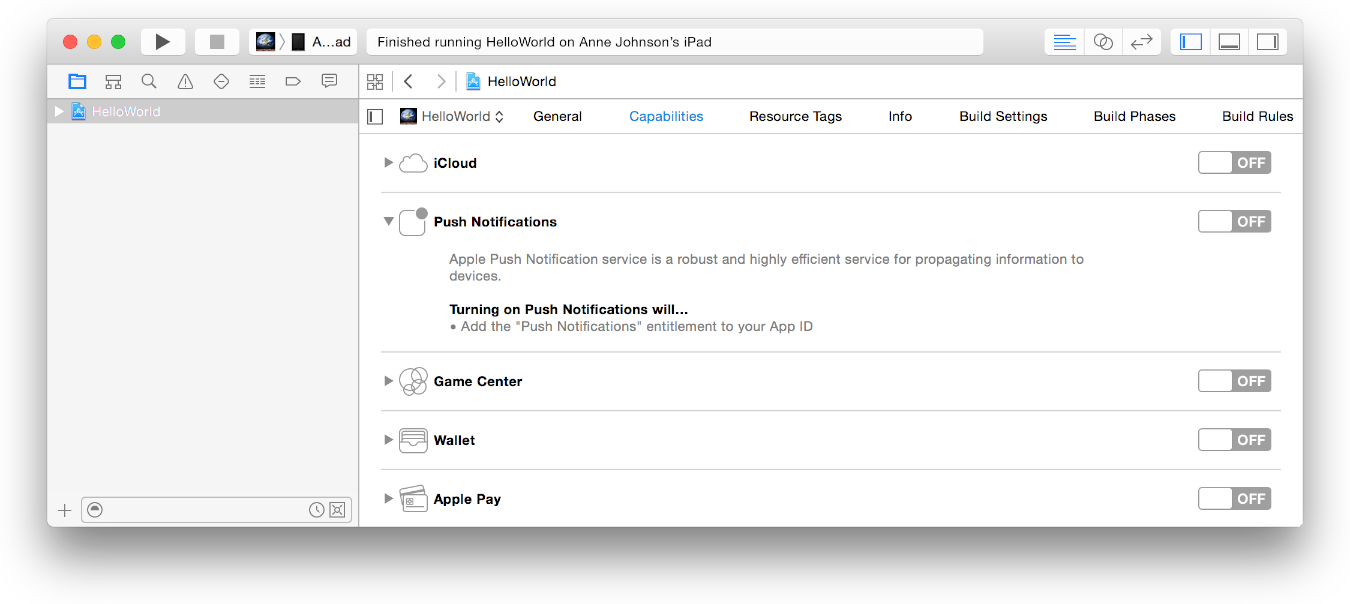 A...ad
Finished running HelloWorld on Anne Johnson's iPad
HelloWorld
HelloWorld
HelloWorld
General
Capabilities
Resource Tags
Info
Build Settings
Build Phases
Build Rules
iCloud
OFF
Push Notifications
OFF
Apple Push Notification service is a robust and highly efficient service for propagating information to
devices.
Turning on Push Notifications will...
• Add the "Push Notifications" entitlement to your App ID
Game Center
OFF
Wallet
OFF
Apple Pay
OFF